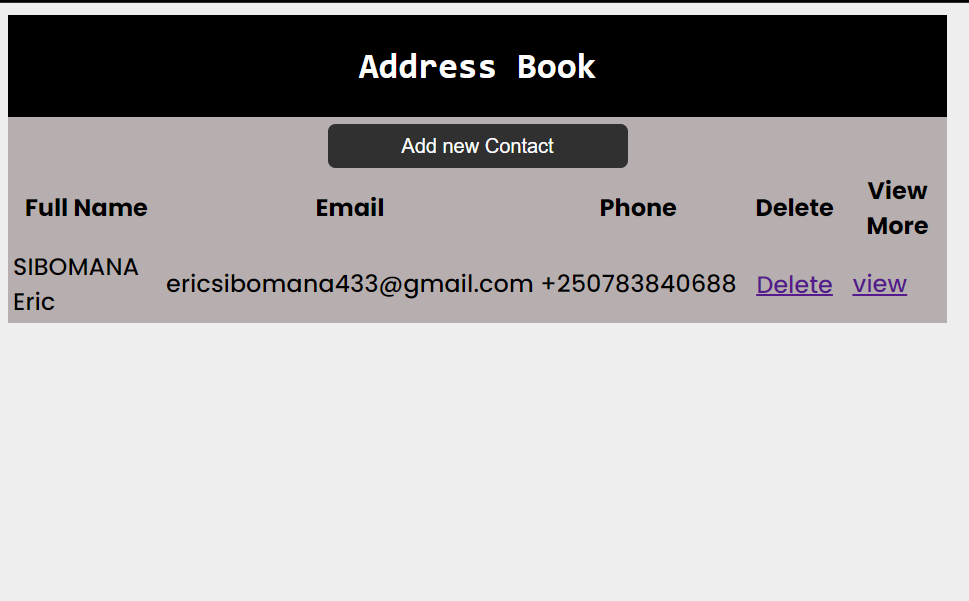 Address Book
Add new Contact
Full Name Email Phone Delete View More
SIBOMANA Eric ericsibomana433@gmail.com +250783840688 Delete view